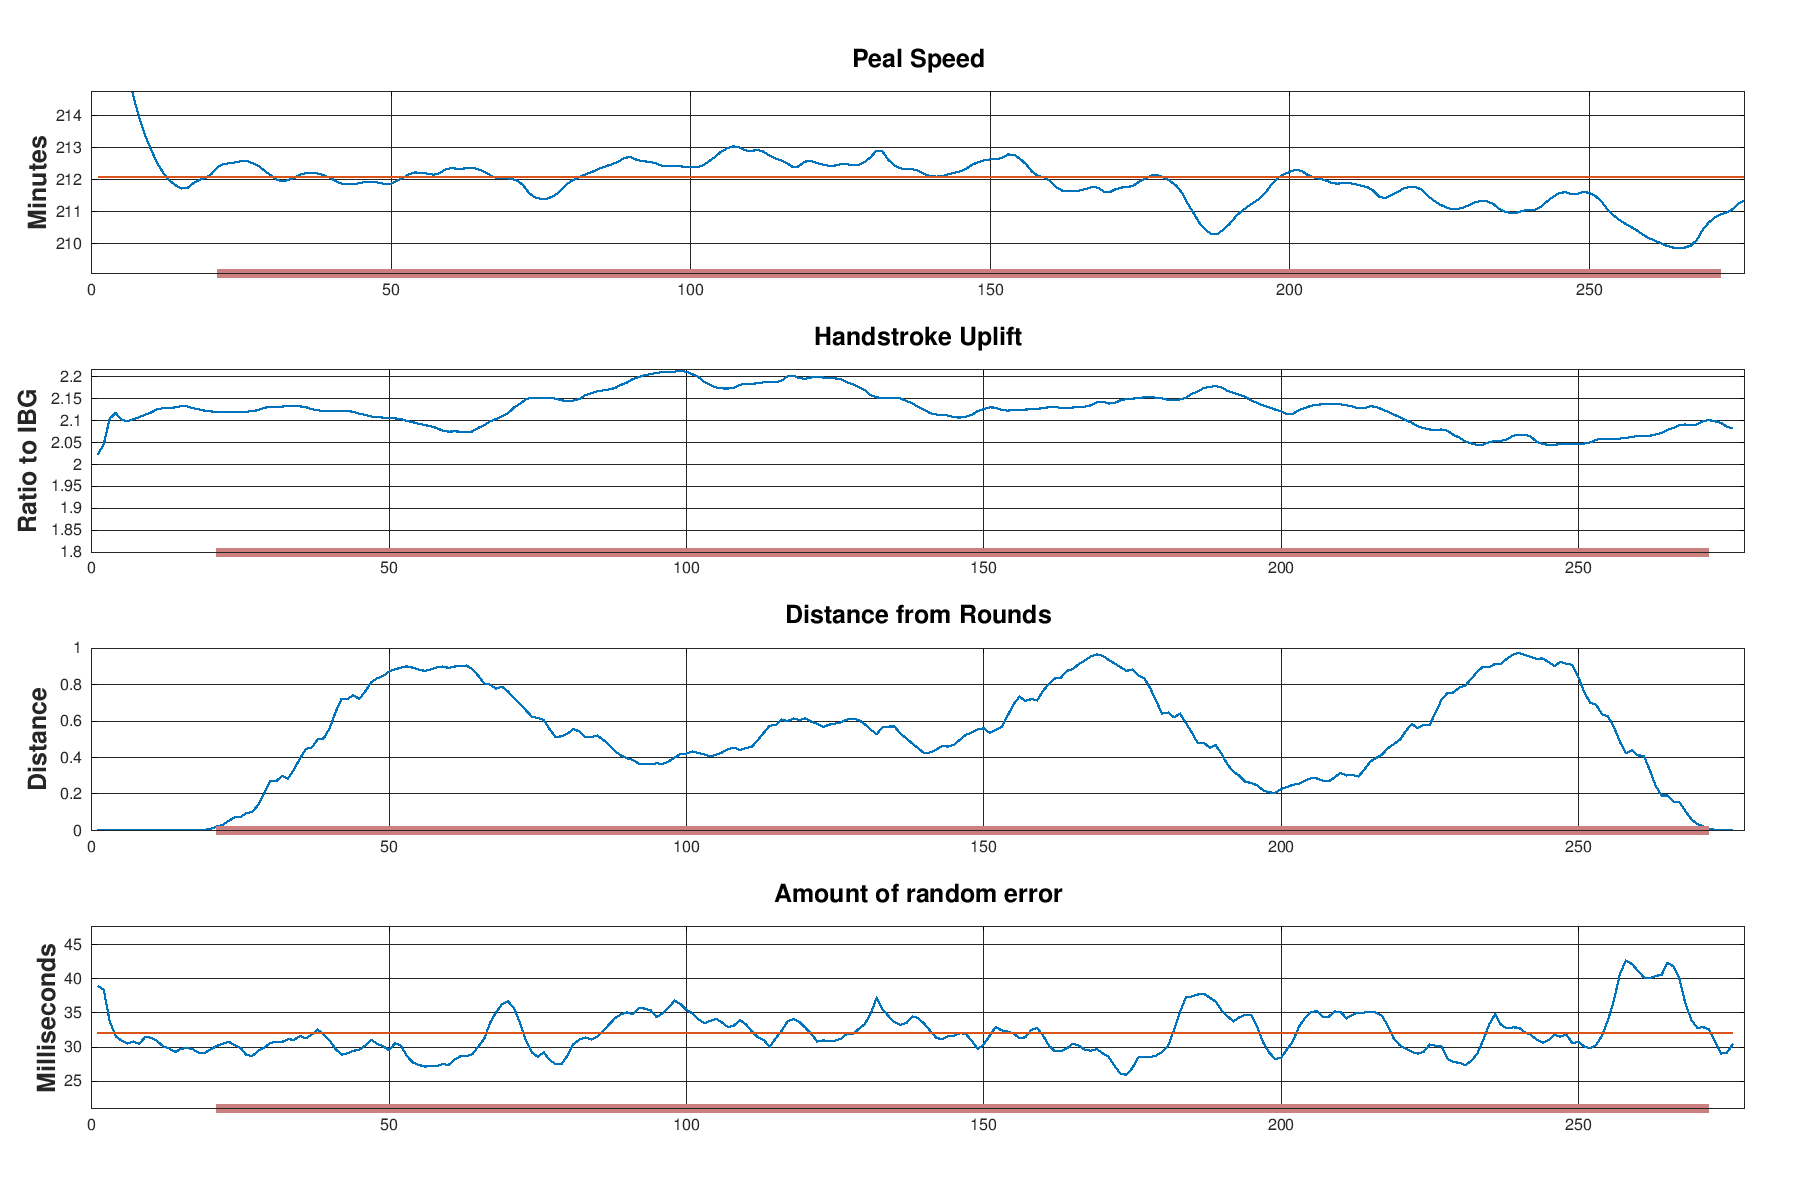 Peal Speed
Minutes
214
213
212
211
210
0 50 100 150 200 250
Handstroke Uplift
Ratio to IBG
2.2
2.15
2.1
2.05
2
1.95
1.9
1.85
1.8
0 50 100 150 200 250
Distance from Rounds
Distance
1
0.8
0.6
0.4
0.2
0
0 50 100 150 200 250
Amount of random error
Milliseconds
45
40
35
30
25
0 50 100 150 200 250